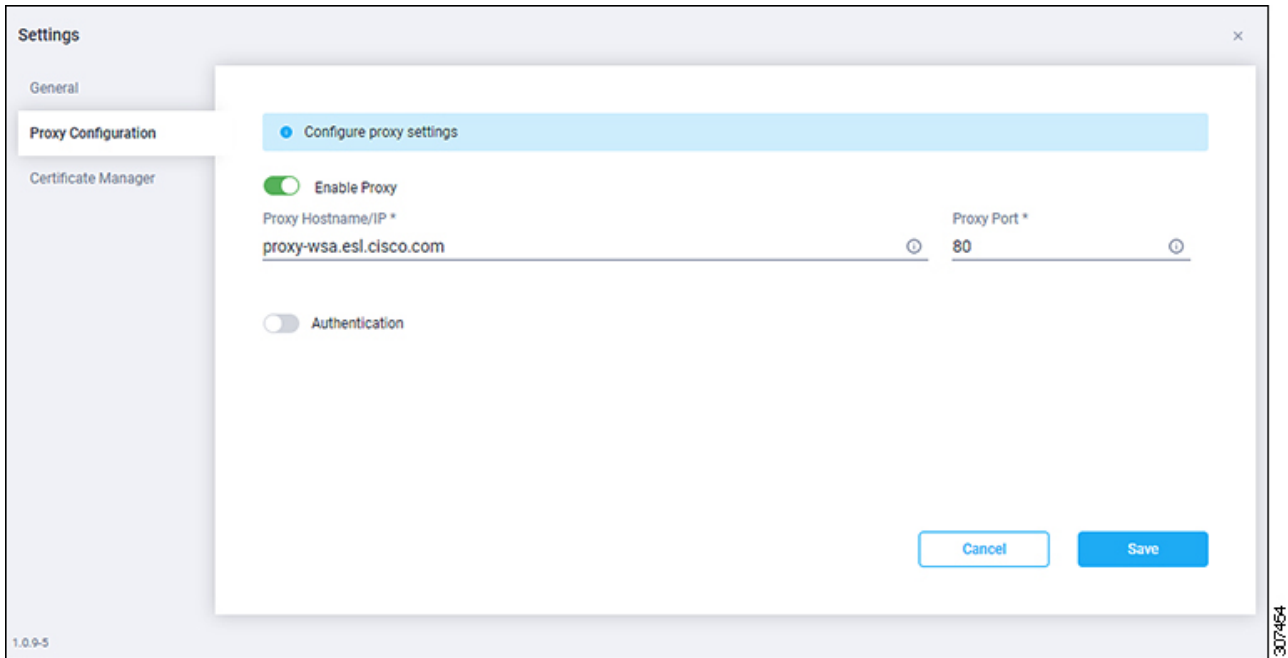 Settings
×
General
Proxy Configuration
Certificate Manager
Configure proxy settings
Enable Proxy
Proxy Hostname/IP *
Proxy Port *
proxy-wsa.esl.cisco.com
80
Authentication
Cancel
Save
1.0.9-5
307454